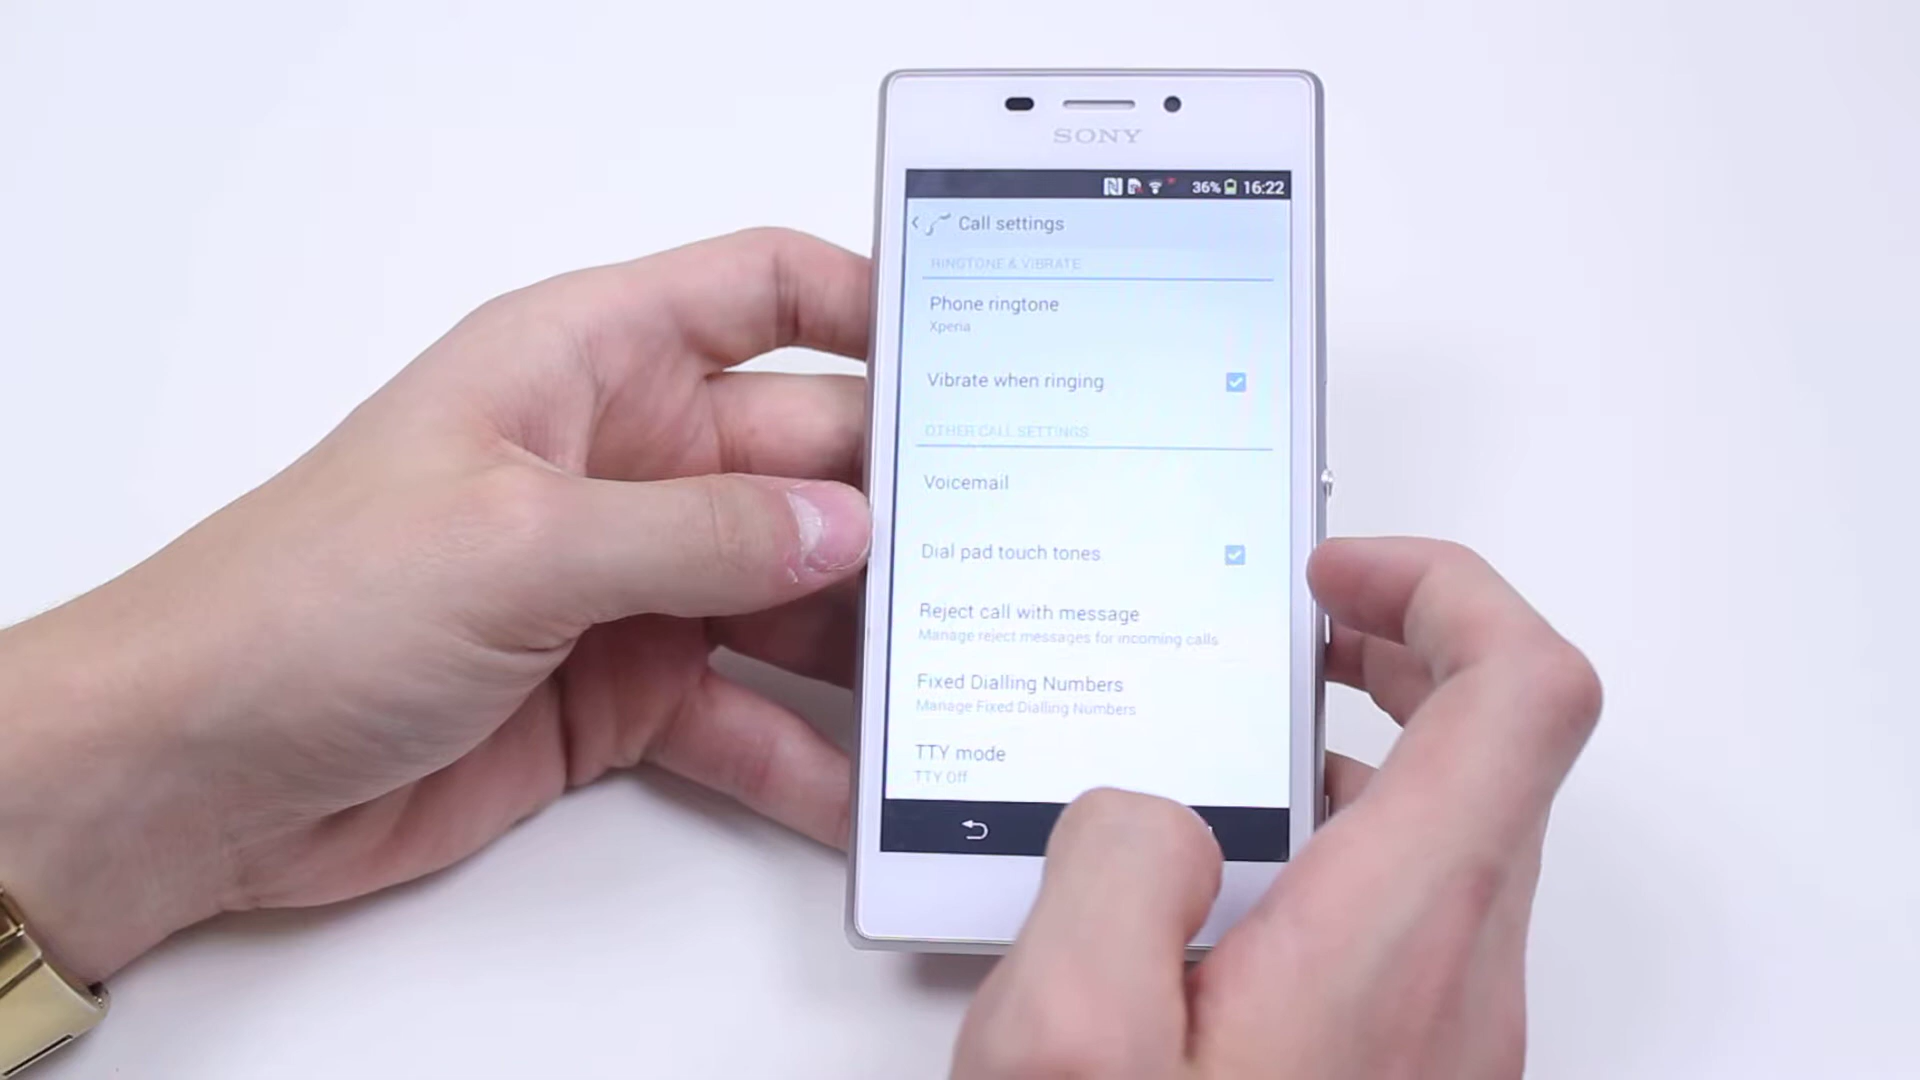 SONY
36% 16:22
Call settings
RINGTONE & VIBRATE
Phone ringtone
Xperia
Vibrate when ringing
OTHER CALL SETTINGS
Voicemail
Dial pad touch tones
Reject call with message
Manage reject messages for incoming calls
Fixed Dialling Numbers
Manage Fixed Dialling Numbers
TTY mode
TTY Off